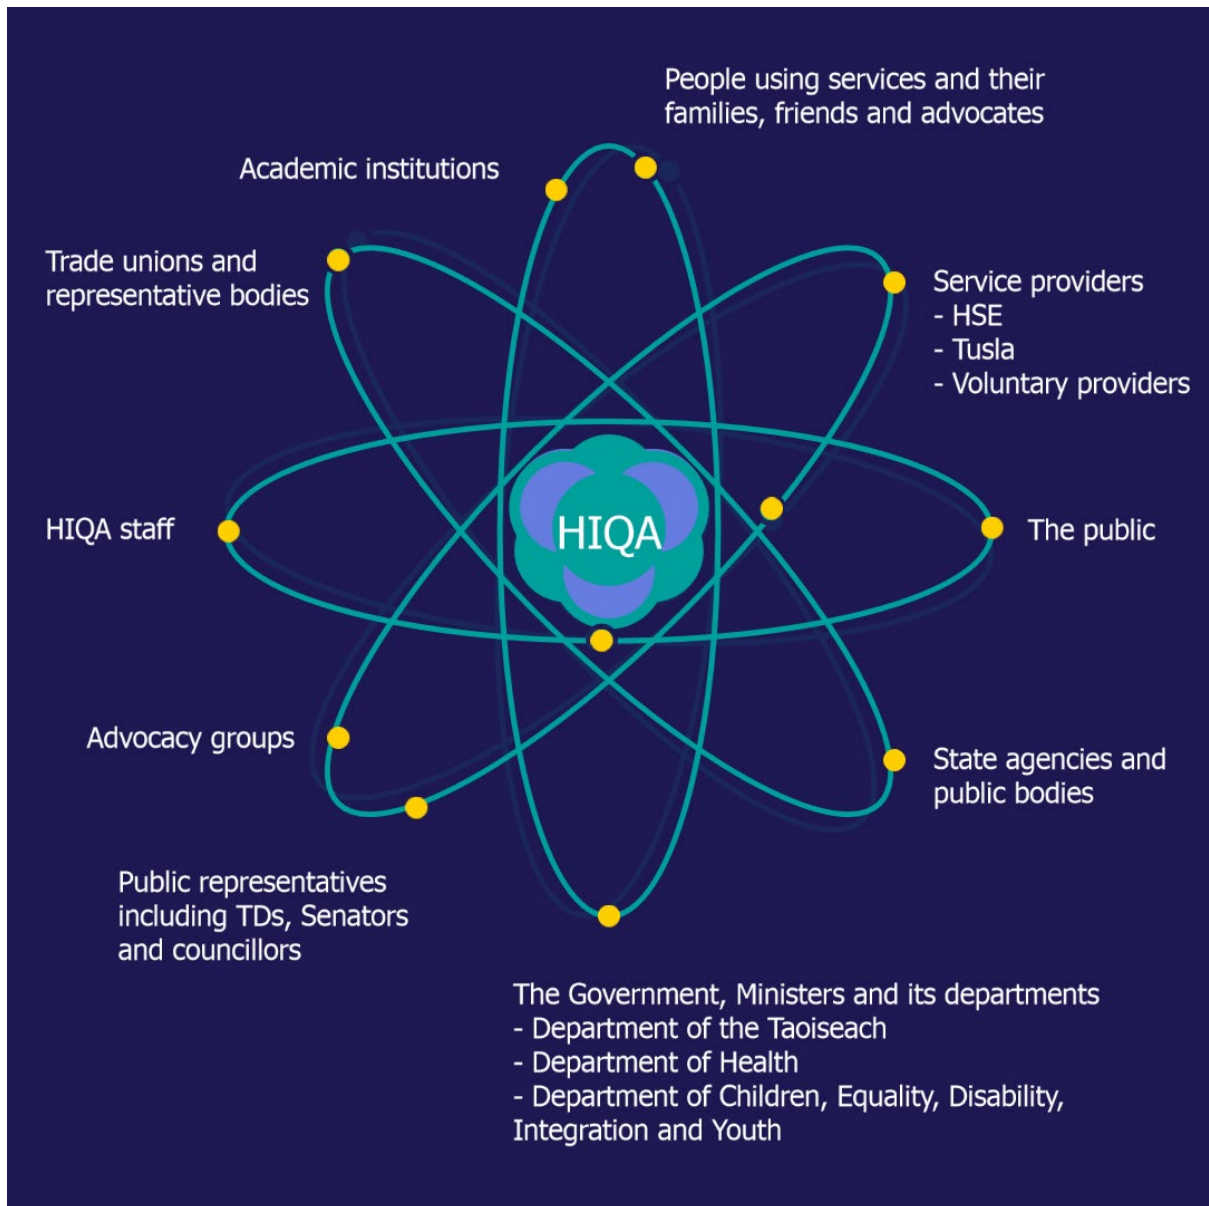 People using services and their
families, friends and advocates
Academic institutions
Trade unions and
representative bodies
Service providers
- HSE
- Tusla
- Voluntary providers
HIQA staff
HIQA
The public
Advocacy groups
State agencies and
public bodies
Public representatives
including TDs, Senators
and councillors
The Government, Ministers and its departments
- Department of the Taoiseach
- Department of Health
- Department of Children, Equality, Disability,
Integration and Youth